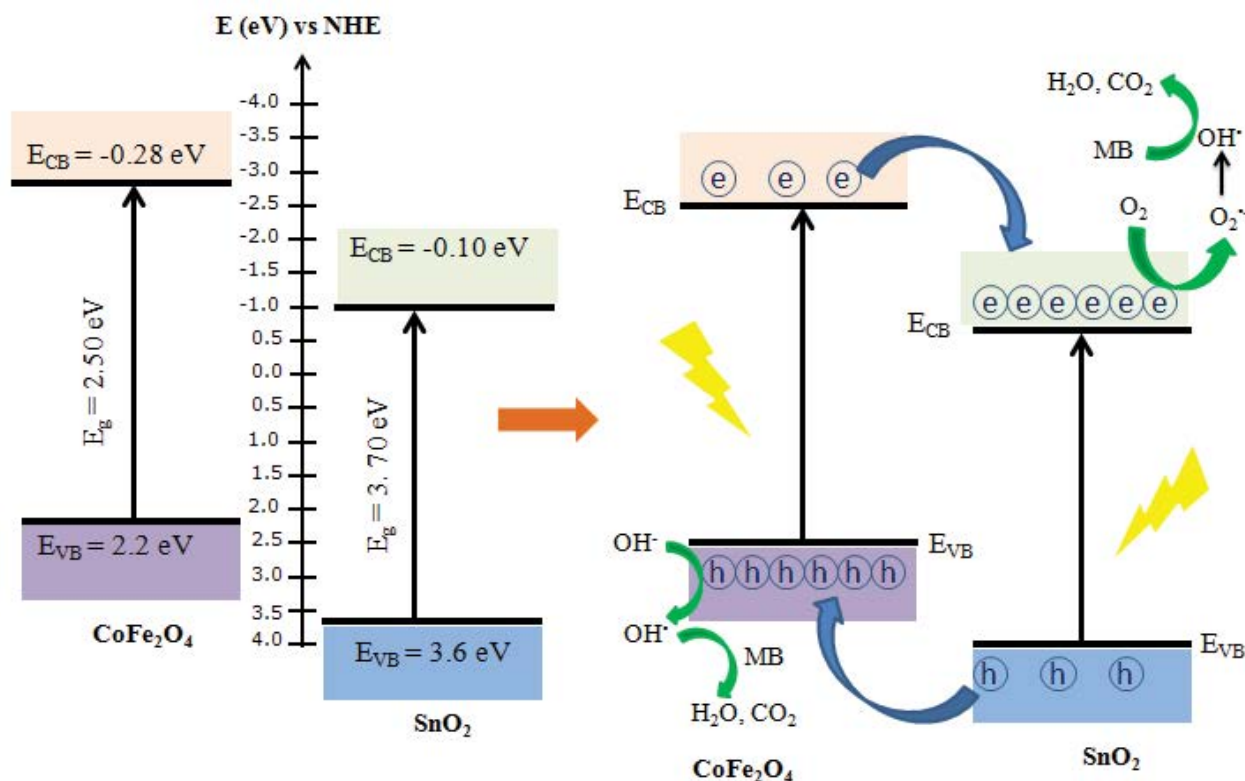 E (eV) vs NHE
-4.0
-3.5
-3.0
-2.5
-2.0
-1.5
-1.0
0.5
0.0
0.5
1.0
1.5
2.0
2.5
3.0
3.5
4.0
E_CB = -0.28 eV
E_g = 2.50 eV
E_VB = 2.2 eV
CoFe₂O₄
E_CB = -0.10 eV
E_g = 3. 70 eV
E_VB = 3.6 eV
SnO₂
E_CB
e e e
E_VB
h h h h h h
OH⁻
OH•
MB
H₂O, CO₂
CoFe₂O₄
H₂O, CO₂
MB
OH•
O₂
O₂•-
E_CB
e e e e e e
E_VB
h h h
SnO₂